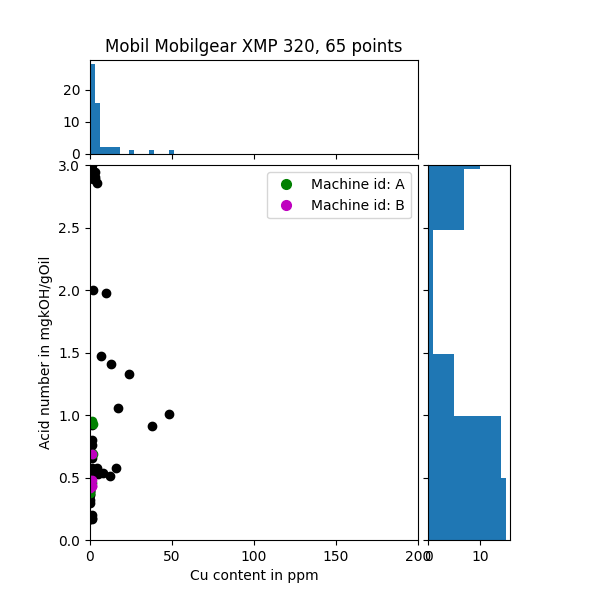 Mobil Mobilgear XMP 320, 65 points
20
10
0
3.0
2.5
2.0
1.5
1.0
0.5
0.0
Acid number in mgkOH/gOil
Machine id: A
Machine id: B
0 50 100 150 200
0 10
Cu content in ppm